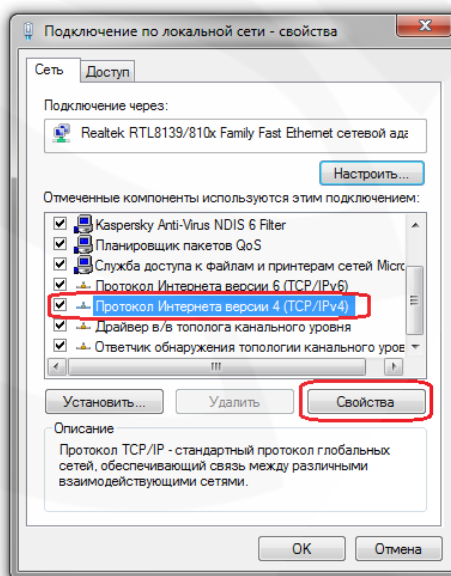 Подключение по локальной сети - свойства
Сеть Доступ
Подключение через:
Realtek RTL8139/810x Family Fast Ethernet сетевой ада
Настроить...
Отмеченные компоненты используются этим подключением:
Kaspersky Anti-Virus NDIS 6 Filter
Планировщик пакетов QoS
Служба доступа к файлам и принтерам сетей Micro
Протокол Интернета версии 6 (TCP/IPv6)
Протокол Интернета версии 4 (TCP/IPv4)
Драйвер в/в тополога канального уровня
Ответчик обнаружения топологии канального уров
Установить... Удалить Свойства
Описание
Протокол TCP/IP - стандартный протокол глобальных
сетей, обеспечивающий связь между различными
взаимодействующими сетями.
OK Отмена